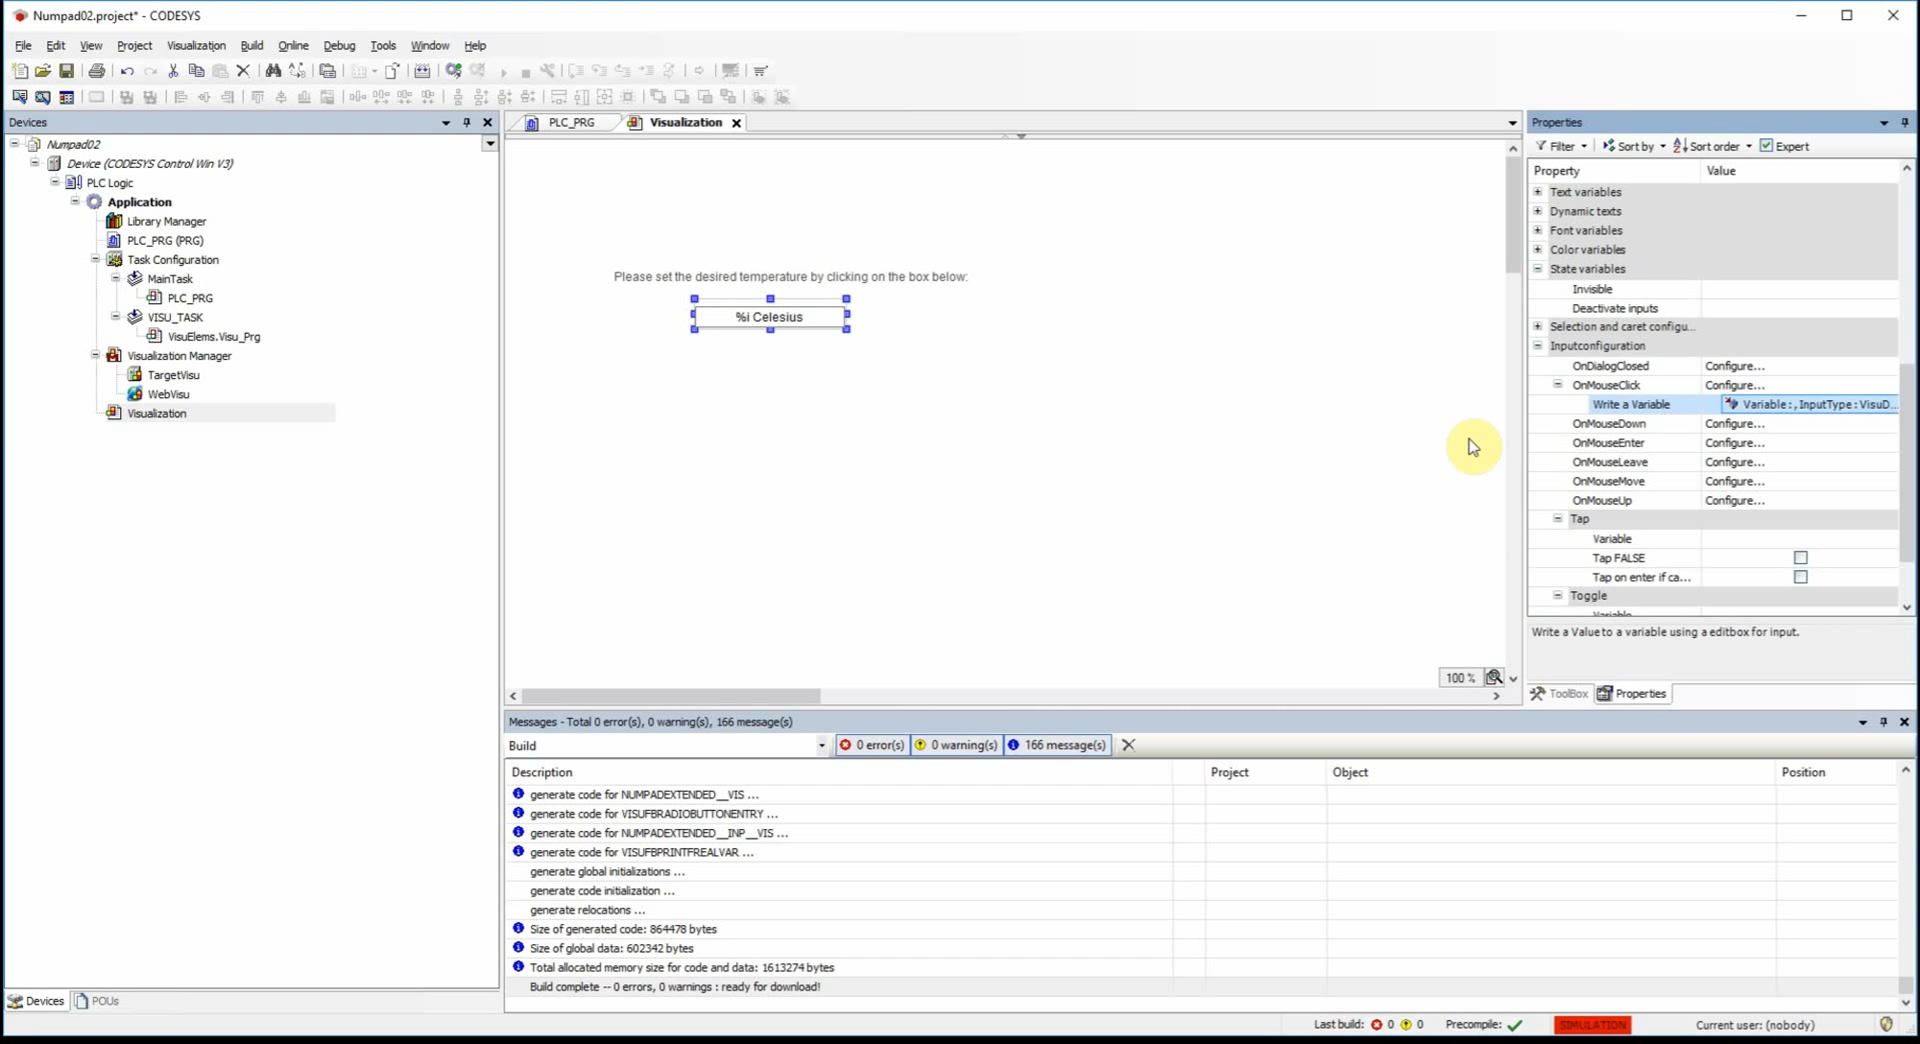 Numpad02.project* - CODESYS
File Edit View Project Visualization Build Online Debug Tools Window Help
Devices
Numpad02
Device (CODESYS Control Win V3)
PLC Logic
Application
Library Manager
PLC_PRG (PRG)
Task Configuration
MainTask
PLC_PRG
VISU_TASK
VisuElems.Visu_Prg
Visualization Manager
TargetVisu
WebVisu
Visualization
Devices POUs
PLC_PRG Visualization
Please set the desired temperature by clicking on the box below:
%i Celesius
100 %
Properties
Filter Sort by Sort order Expert
Property Value
Text variables
Dynamic texts
Font variables
Color variables
State variables
Invisible
Deactivate inputs
Selection and caret configu...
Inputconfiguration
OnDialogClosed Configure...
OnMouseClick Configure...
Write a Variable Variable : , InputType : VisuD...
OnMouseDown Configure...
OnMouseEnter Configure...
OnMouseLeave Configure...
OnMouseMove Configure...
OnMouseUp Configure...
Tap
Variable
Tap FALSE
Tap on enter if ca...
Toggle
Variable
Write a Value to a variable using a editbox for input.
ToolBox Properties
Messages - Total 0 error(s), 0 warning(s), 166 message(s)
Build 0 error(s) 0 warning(s) 166 message(s)
Description Project Object Position
generate code for NUMPADEXTENDED__VIS ...
generate code for VISUFBRADIOBUTTONENTRY ...
generate code for NUMPADEXTENDED__INP__VIS ...
generate code for VISUFBPRINTFREALVAR ...
generate global initializations ...
generate code initialization ...
generate relocations ...
Size of generated code: 864478 bytes
Size of global data: 602342 bytes
Total allocated memory size for code and data: 1613274 bytes
Build complete -- 0 errors, 0 warnings : ready for download!
Last build: 0 0 Precompile: SIMULATION Current user: (nobody)